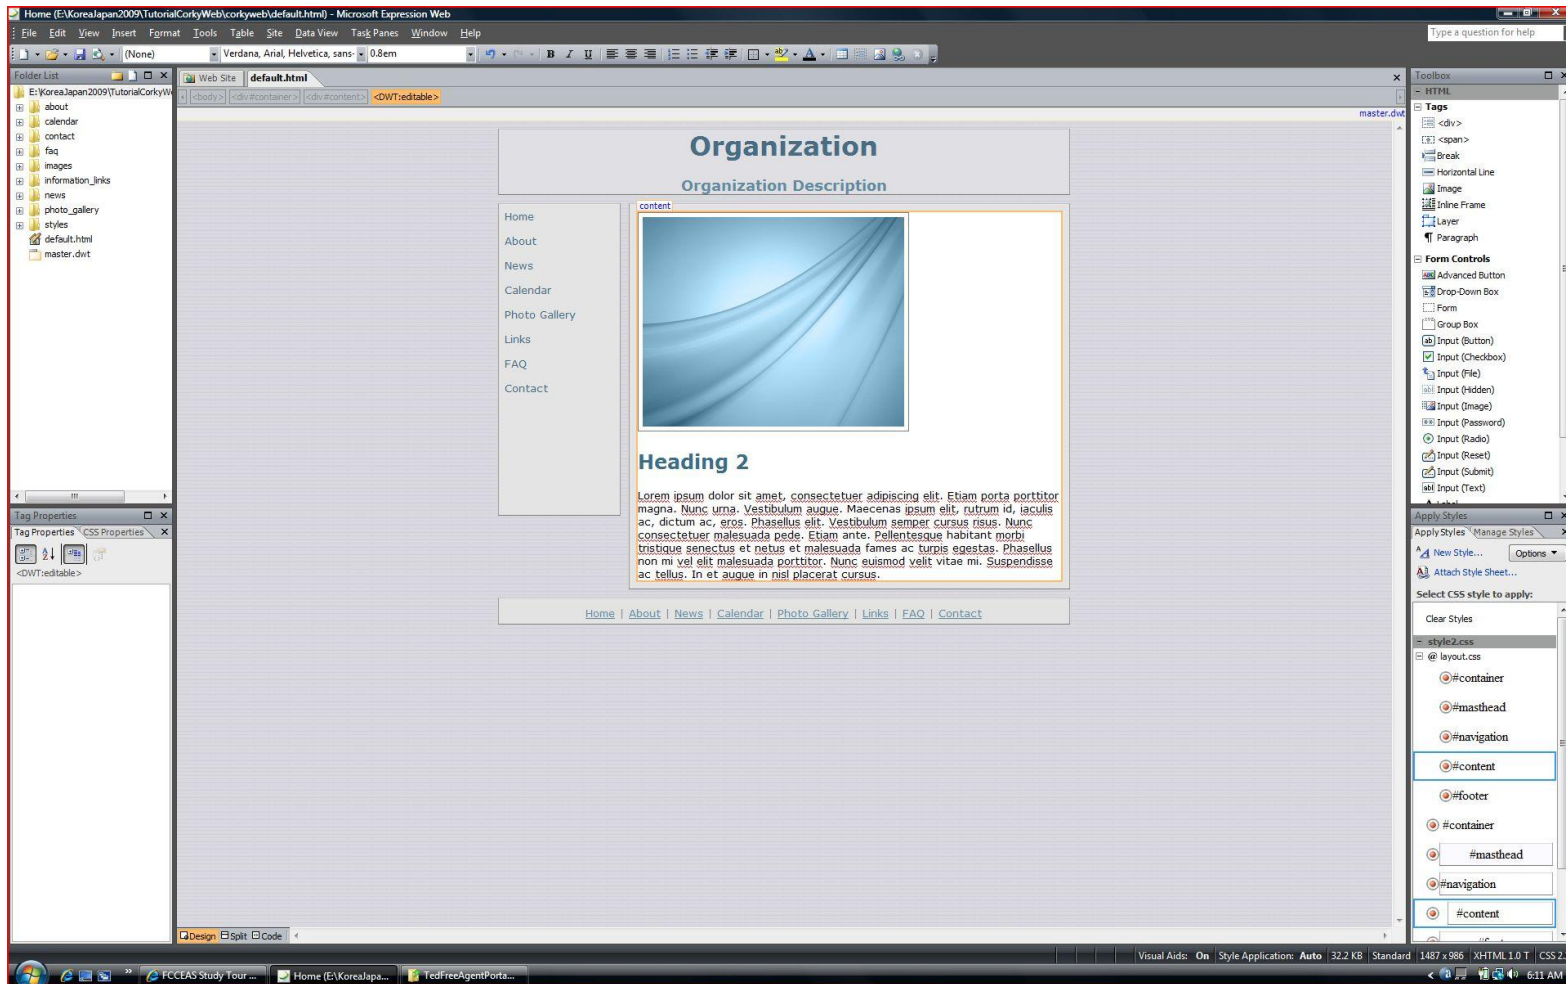 Home (E:\KoreaJapan2009\TutorialCorkyWeb\corkyweb\default.html) - Microsoft Expression Web
File Edit View Insert Format Tools Table Site Data View Task Panes Window Help
Type a question for help
(None) Verdana, Arial, Helvetica, sans- 0.8em
Folder List
E:\KoreaJapan2009\TutorialCorkyW
about
calendar
contact
faq
images
information_links
news
photo_gallery
styles
default.html
master.dwt
Tag Properties
Tag Properties CSS Properties
<DWT:editable>
Web Site default.html
<body> <div#container> <div#content> <DWT:editable>
master.dwt
Organization
Organization Description
Home
About
News
Calendar
Photo Gallery
Links
FAQ
Contact
content
Heading 2
Lorem ipsum dolor sit amet, consectetuer adipiscing elit. Etiam porta porttitor
magna. Nunc urna. Vestibulum augue. Maecenas ipsum elit, rutrum id, iaculis
ac, dictum ac, eros. Phasellus elit. Vestibulum semper cursus risus. Nunc
consectetuer malesuada pede. Etiam ante. Pellentesque habitant morbi
tristique senectus et netus et malesuada fames ac turpis egestas. Phasellus
non mi vel elit malesuada porttitor. Nunc euismod velit vitae mi. Suspendisse
ac tellus. In et augue in nisl placerat cursus.
Home | About | News | Calendar | Photo Gallery | Links | FAQ | Contact
Design Split Code
Toolbox
HTML
Tags
<div>
<span>
Break
Horizontal Line
Image
Inline Frame
Layer
Paragraph
Form Controls
Advanced Button
Drop-Down Box
Form
Group Box
Input (Button)
Input (Checkbox)
Input (File)
Input (Hidden)
Input (Image)
Input (Password)
Input (Radio)
Input (Reset)
Input (Submit)
Input (Text)
Apply Styles
Apply Styles Manage Styles
New Style... Options
Attach Style Sheet...
Select CSS style to apply:
Clear Styles
style2.css
@ layout.css
#container
#masthead
#navigation
#content
#footer
#container
#masthead
#navigation
#content
Visual Aids: On Style Application: Auto 32.2 KB Standard 1487 x 986 XHTML 1.0 T CSS 2.
FCCEAS Study Tour ... Home (E:\KoreaJapa... TedFreeAgentPorta... 6:11 AM